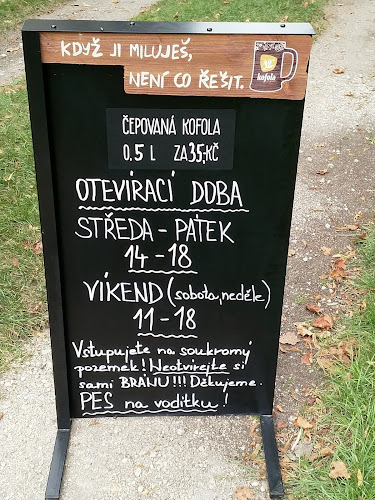 KDYŽ JI MILUJEŠ,
NENÍ CO ŘEŠIT.
kofola
ČEPOVANÁ KOFOLA
0.5 L ZA 35,-KČ
OTEVÍRACÍ DOBA
STŘEDA - PÁTEK
14 - 18
VÍKEND (sobota, neděle)
11 - 18
Vstupujete na soukromý
pozemek! Neotvírejte si
sami BRÁNU!!! Děkujeme.
PES na vodítku!